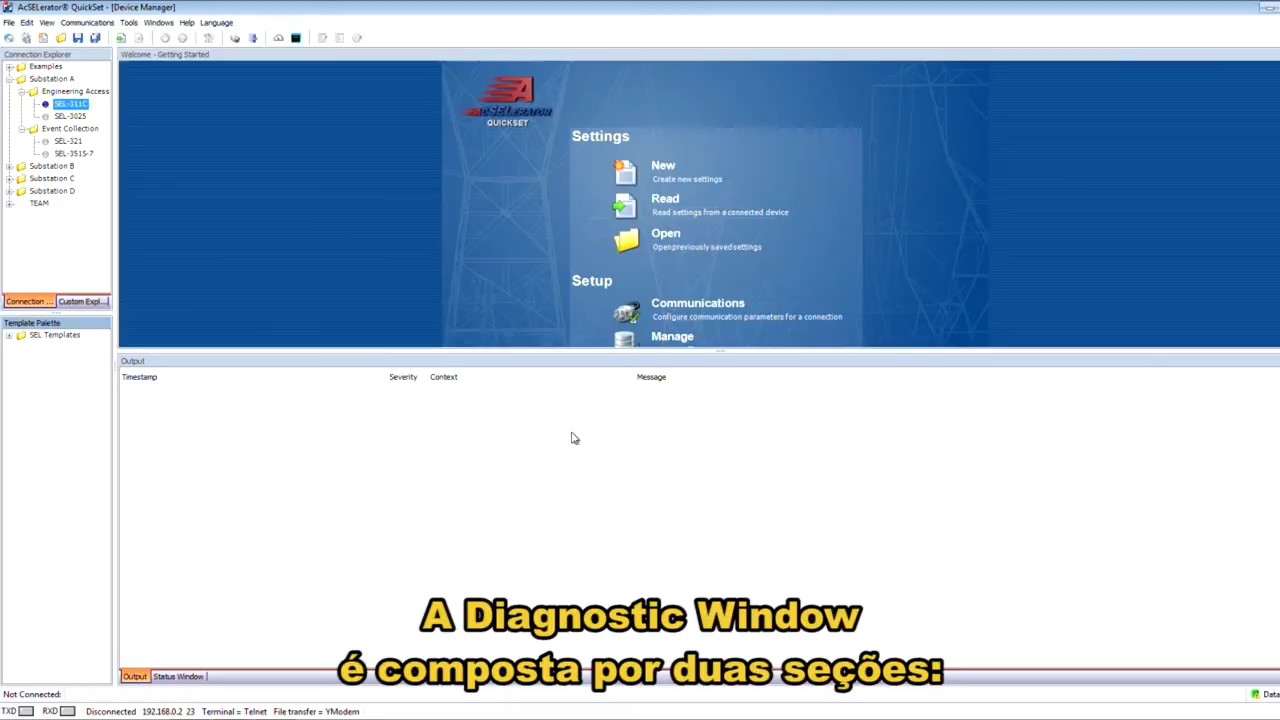 AcSELerator® QuickSet - [Device Manager]
File Edit View Communications Tools Windows Help Language
Connection Explorer
Welcome - Getting Started
Examples
Substation A
Engineering Access
SEL-311C
SEL-3025
Event Collection
SEL-321
SEL-351S-7
Substation B
Substation C
Substation D
TEAM
Connection ... Custom Expl...
Template Palette
SEL Templates
ACSELERATOR
QUICKSET
Settings
New
Create new settings
Read
Read settings from a connected device
Open
Open previously saved settings
Setup
Communications
Configure communication parameters for a connection
Manage
Output
Timestamp Severity Context Message
A Diagnostic Window
é composta por duas seções:
Output Status Window
Not Connected:
Data
TXD RXD Disconnected 192.168.0.2 23 Terminal = Telnet File transfer = YModem